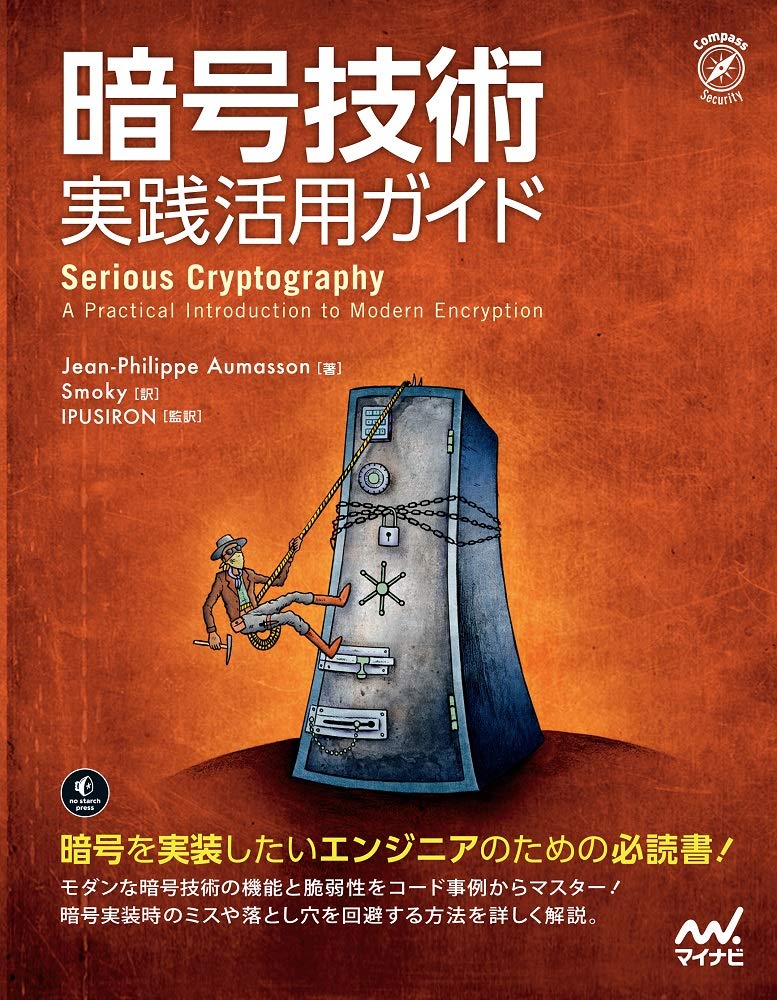 Compass
Security
暗号技術
実践活用ガイド
Serious Cryptography
A Practical Introduction to Modern Encryption
Jean-Philippe Aumasson [著]
Smoky [訳]
IPUSIRON [監訳]
no starch
press
暗号を実装したいエンジニアのための必読書!
モダンな暗号技術の機能と脆弱性をコード事例からマスター!
暗号実装時のミスや落とし穴を回避する方法を詳しく解説。
マイナビ